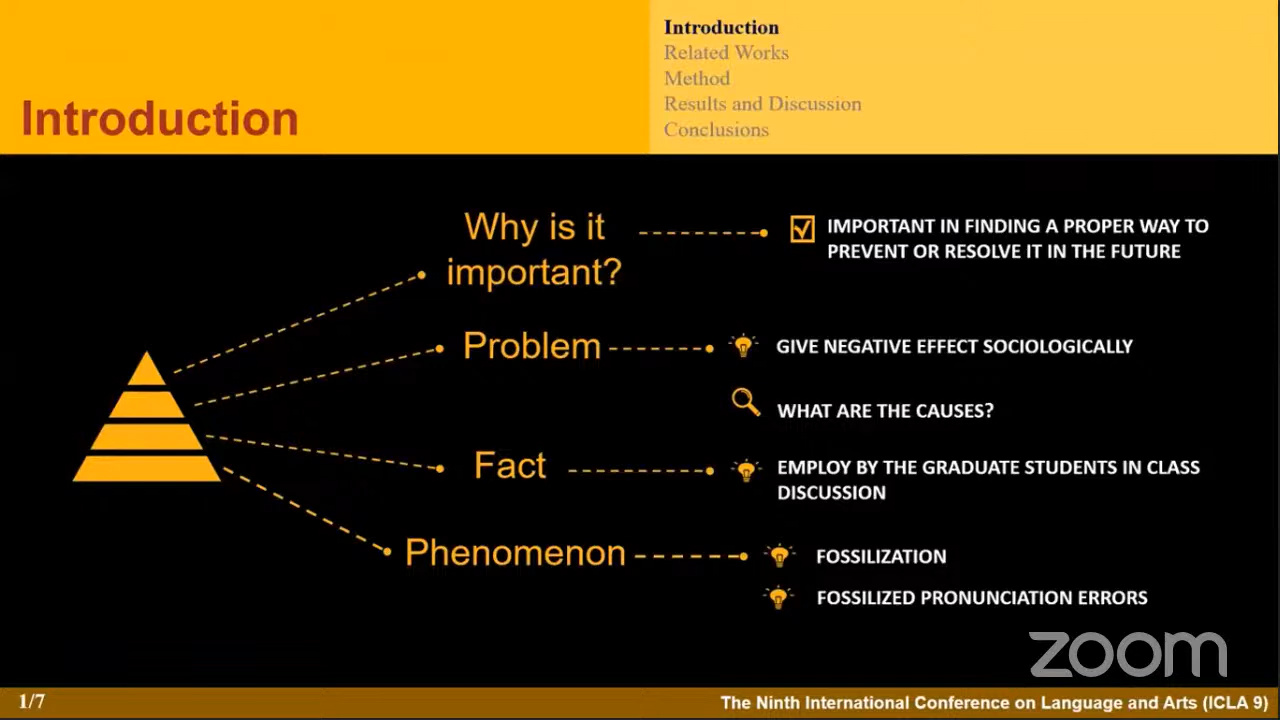 Introduction
Related Works
Method
Results and Discussion
Conclusions
Introduction
Why is it
important?
IMPORTANT IN FINDING A PROPER WAY TO
PREVENT OR RESOLVE IT IN THE FUTURE
Problem
GIVE NEGATIVE EFFECT SOCIOLOGICALLY
WHAT ARE THE CAUSES?
Fact
EMPLOY BY THE GRADUATE STUDENTS IN CLASS
DISCUSSION
Phenomenon
FOSSILIZATION
FOSSILIZED PRONUNCIATION ERRORS
zoom
1/7
The Ninth International Conference on Language and Arts (ICLA 9)